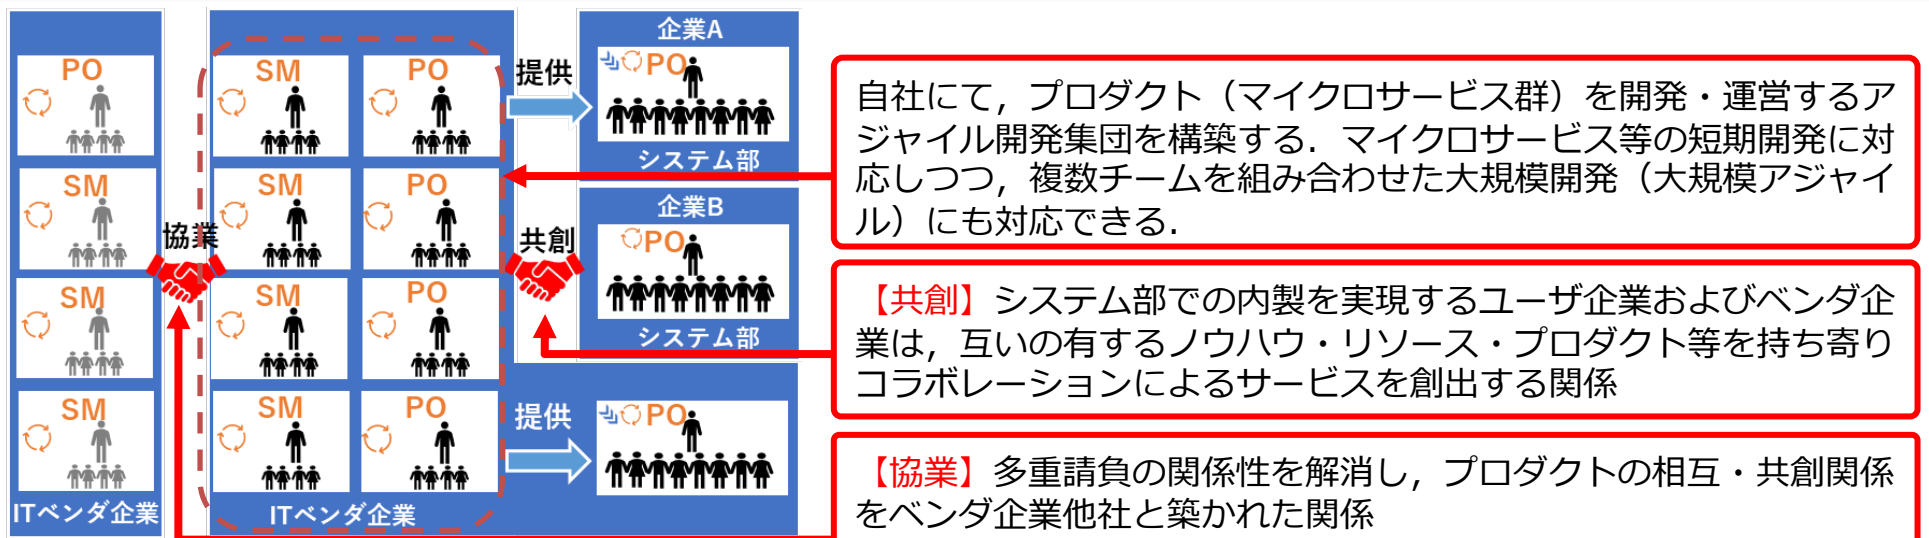 PO
SM
SM
SM
ITベンダ企業
協業
SM
PO
SM
PO
SM
PO
SM
PO
ITベンダ企業
提供
共創
提供
企業A
PO
システム部
企業B
PO
システム部
PO
自社にて，プロダクト（マイクロサービス群）を開発・運営するア
ジャイル開発集団を構築する．マイクロサービス等の短期開発に対
応しつつ，複数チームを組み合わせた大規模開発（大規模アジャイ
ル）にも対応できる．
【共創】システム部での内製を実現するユーザ企業およびベンダ企
業は，互いの有するノウハウ・リソース・プロダクト等を持ち寄り
コラボレーションによるサービスを創出する関係
【協業】多重請負の関係性を解消し，プロダクトの相互・共創関係
をベンダ企業他社と築かれた関係